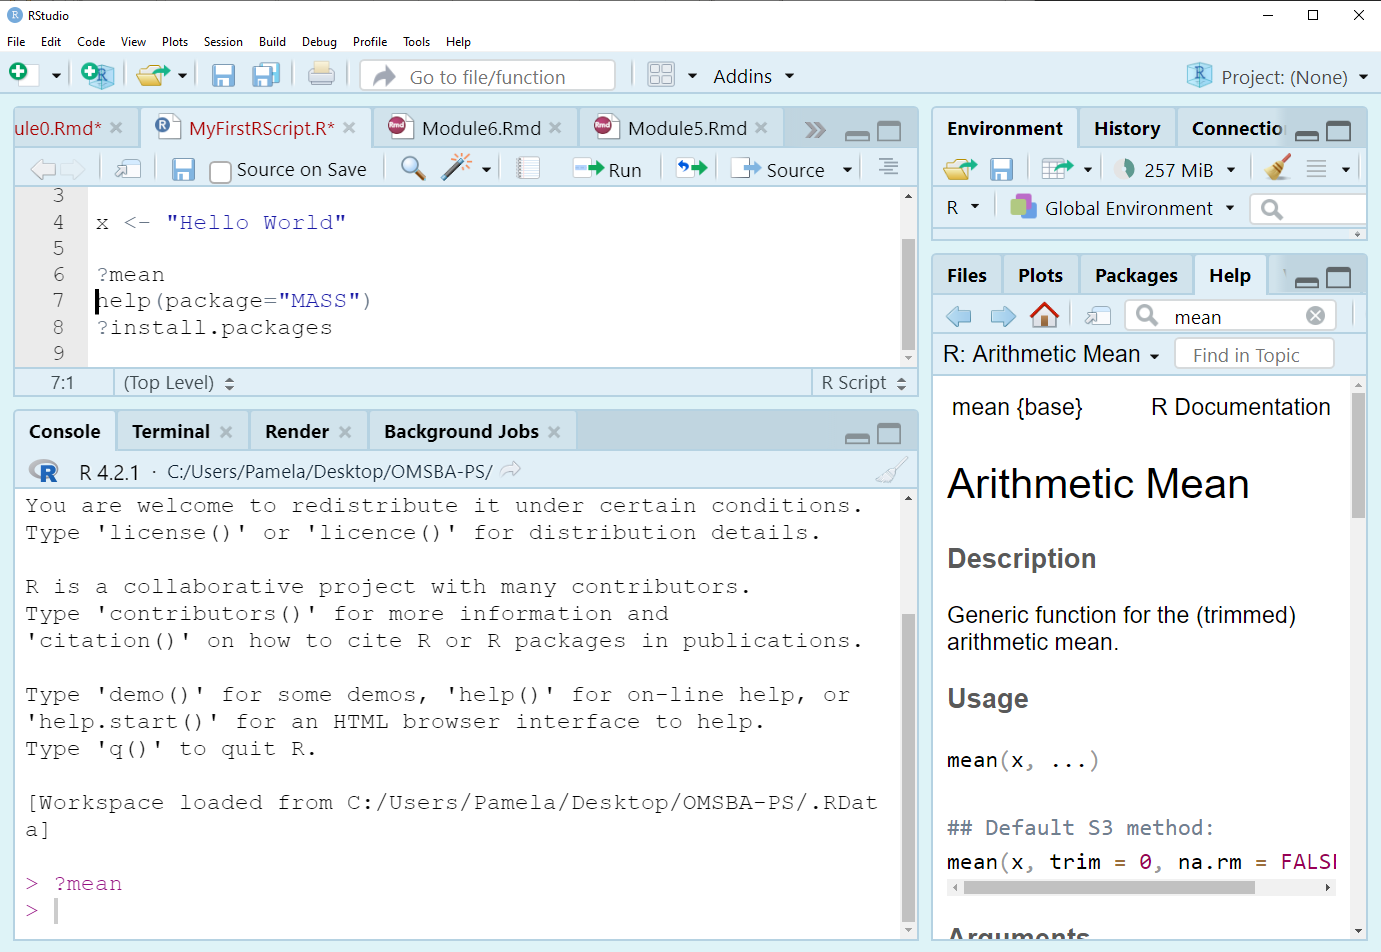 RStudio
File Edit Code View Plots Session Build Debug Profile Tools Help
Go to file/function Addins Project: (None)
ule0.Rmd* MyFirstRScript.R* Module6.Rmd Module5.Rmd
Source on Save Run Source
3
4 x <- "Hello World"
5
6 ?mean
7 help(package="MASS")
8 ?install.packages
9
7:1 (Top Level) R Script
Console Terminal Render Background Jobs
R 4.2.1 · C:/Users/Pamela/Desktop/OMSBA-PS/
You are welcome to redistribute it under certain conditions.
Type 'license()' or 'licence()' for distribution details.
R is a collaborative project with many contributors.
Type 'contributors()' for more information and
'citation()' on how to cite R or R packages in publications.
Type 'demo()' for some demos, 'help()' for on-line help, or
'help.start()' for an HTML browser interface to help.
Type 'q()' to quit R.
[Workspace loaded from C:/Users/Pamela/Desktop/OMSBA-PS/.RDat
a]
> ?mean
>
Environment History Connectio
257 MiB
R Global Environment
Files Plots Packages Help
mean
R: Arithmetic Mean Find in Topic
mean {base} R Documentation
Arithmetic Mean
Description
Generic function for the (trimmed)
arithmetic mean.
Usage
mean(x, ...)
## Default S3 method:
mean(x, trim = 0, na.rm = FALS
Arguments